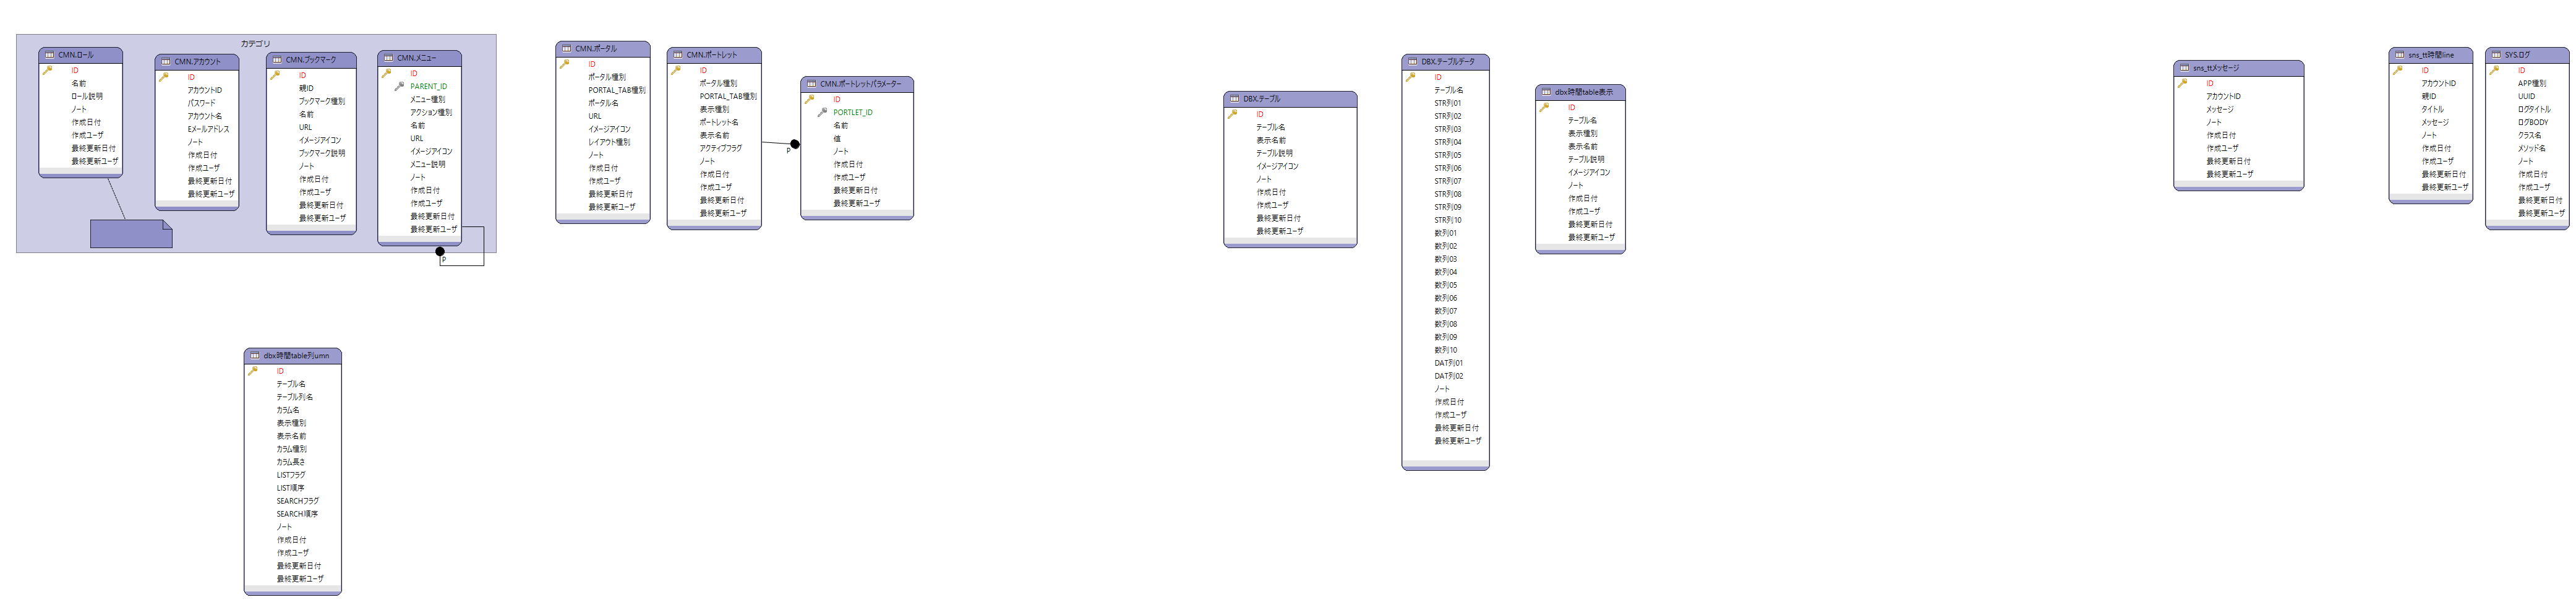 カテゴリ
CMN.ロール
ID
名前
ロール説明
ノート
作成日付
作成ユーザ
最終更新日付
最終更新ユーザ
CMN.アカウント
ID
アカウントID
パスワード
アカウント名
Eメールアドレス
ノート
作成日付
作成ユーザ
最終更新日付
最終更新ユーザ
CMN.ブックマーク
ID
親ID
ブックマーク種別
名前
URL
イメージアイコン
ブックマーク説明
ノート
作成日付
作成ユーザ
最終更新日付
最終更新ユーザ
CMN.メニュー
ID
PARENT_ID
メニュー種別
アクション種別
名前
URL
イメージアイコン
メニュー説明
ノート
作成日付
作成ユーザ
最終更新日付
最終更新ユーザ
P
CMN.ポータル
ID
ポータル種別
PORTAL_TAB種別
ポータル名
URL
イメージアイコン
レイアウト種別
ノート
作成日付
作成ユーザ
最終更新日付
最終更新ユーザ
CMN.ポートレット
ID
ポータル種別
PORTAL_TAB種別
表示種別
ポートレット名
表示名前
アクティブフラグ
ノート
作成日付
作成ユーザ
最終更新日付
最終更新ユーザ
P
CMN.ポートレットパラメーター
ID
PORTLET_ID
名前
値
ノート
作成日付
作成ユーザ
最終更新日付
最終更新ユーザ
DBX.テーブル
ID
テーブル名
表示名前
テーブル説明
イメージアイコン
ノート
作成日付
作成ユーザ
最終更新日付
最終更新ユーザ
DBX.テーブルデータ
ID
テーブル名
STR列01
STR列02
STR列03
STR列04
STR列05
STR列06
STR列07
STR列08
STR列09
STR列10
数列01
数列02
数列03
数列04
数列05
数列06
数列07
数列08
数列09
数列10
DAT列01
DAT列02
ノート
作成日付
作成ユーザ
最終更新日付
最終更新ユーザ
dbx時間table表示
ID
テーブル名
表示種別
表示名前
テーブル説明
イメージアイコン
ノート
作成日付
作成ユーザ
最終更新日付
最終更新ユーザ
sns_ttメッセージ
ID
アカウントID
メッセージ
ノート
作成日付
作成ユーザ
最終更新日付
最終更新ユーザ
sns_tt時間line
ID
アカウントID
親ID
タイトル
メッセージ
ノート
作成日付
作成ユーザ
最終更新日付
最終更新ユーザ
SYS.ログ
ID
APP種別
UUID
ログタイトル
ログBODY
クラス名
メソッド名
ノート
作成日付
作成ユーザ
最終更新日付
最終更新ユーザ
dbx時間table列umn
ID
テーブル名
テーブル列名
カラム名
表示種別
表示名前
カラム種別
カラム長さ
LISTフラグ
LIST順序
SEARCHフラグ
SEARCH順序
ノート
作成日付
作成ユーザ
最終更新日付
最終更新ユーザ